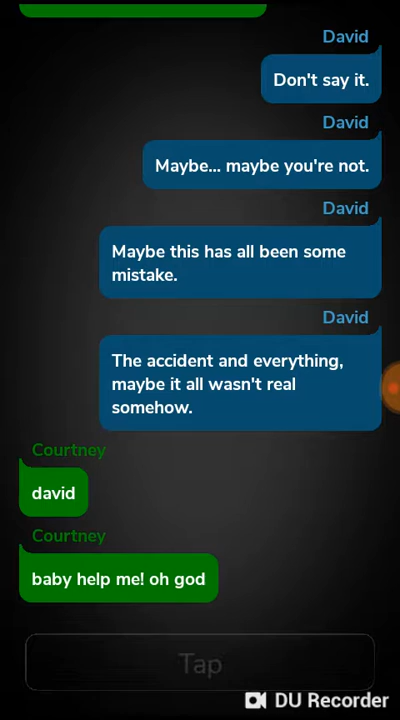 David
Don't say it.
David
Maybe... maybe you're not.
David
Maybe this has all been some
mistake.
David
The accident and everything,
maybe it all wasn't real
somehow.
Courtney
david
Courtney
baby help me! oh god
Tap
DU Recorder